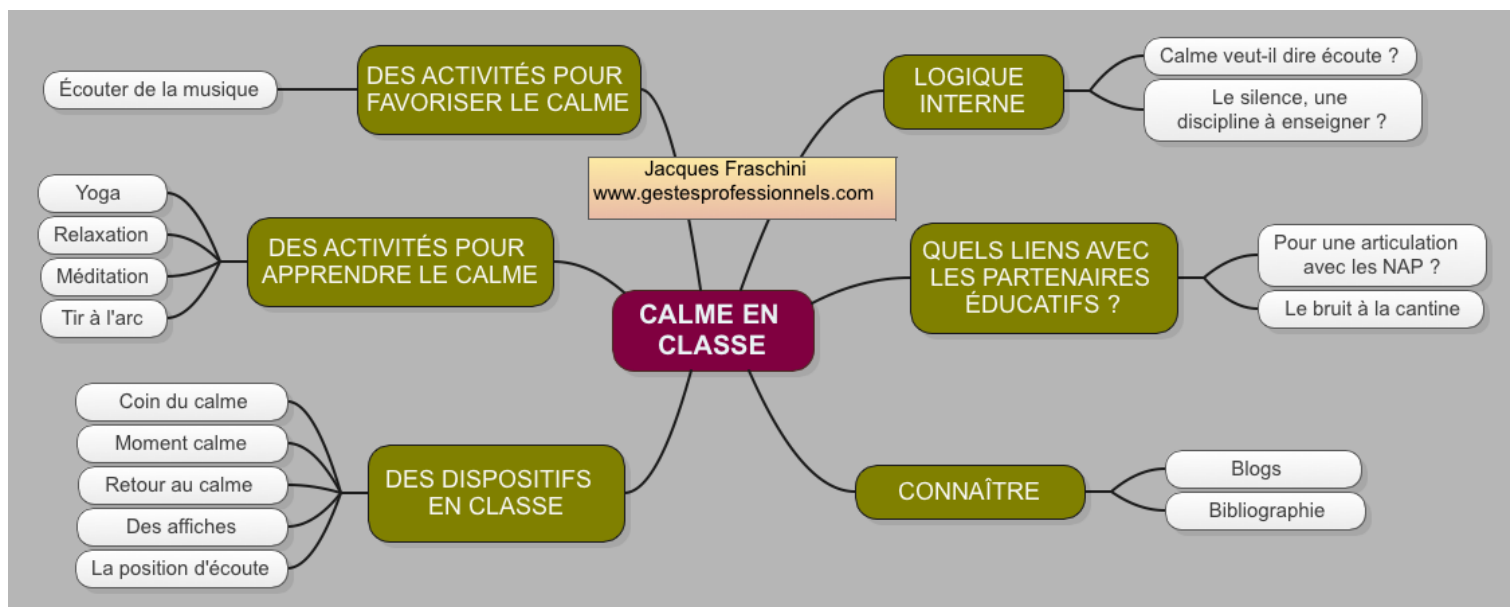 DES ACTIVITÉS POUR
FAVORISER LE CALME
Écouter de la musique
LOGIQUE
INTERNE
Calme veut-il dire écoute ?
Le silence, une
discipline à enseigner ?
Jacques Fraschini
www.gestesprofessionnels.com
DES ACTIVITÉS POUR
APPRENDRE LE CALME
Yoga
Relaxation
Méditation
Tir à l'arc
QUELS LIENS AVEC
LES PARTENAIRES
ÉDUCATIFS ?
Pour une articulation
avec les NAP ?
Le bruit à la cantine
CALME EN
CLASSE
DES DISPOSITIFS
EN CLASSE
Coin du calme
Moment calme
Retour au calme
Des affiches
La position d'écoute
CONNAÎTRE
Blogs
Bibliographie